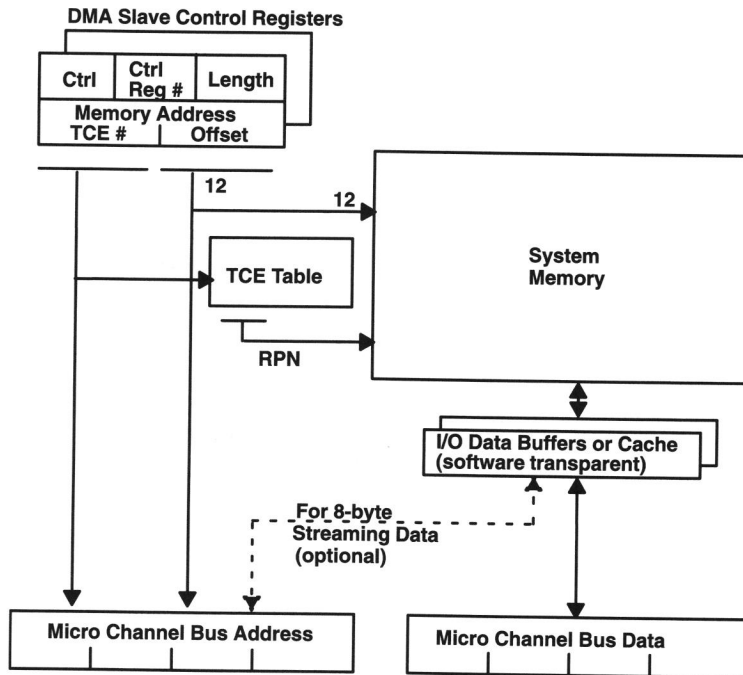 DMA Slave Control Registers
Ctrl
Ctrl
Reg #
Length
Memory Address
TCE #
Offset
12
12
TCE Table
System
Memory
RPN
I/O Data Buffers or Cache
(software transparent)
For 8-byte
Streaming Data
(optional)
Micro Channel Bus Address
Micro Channel Bus Data